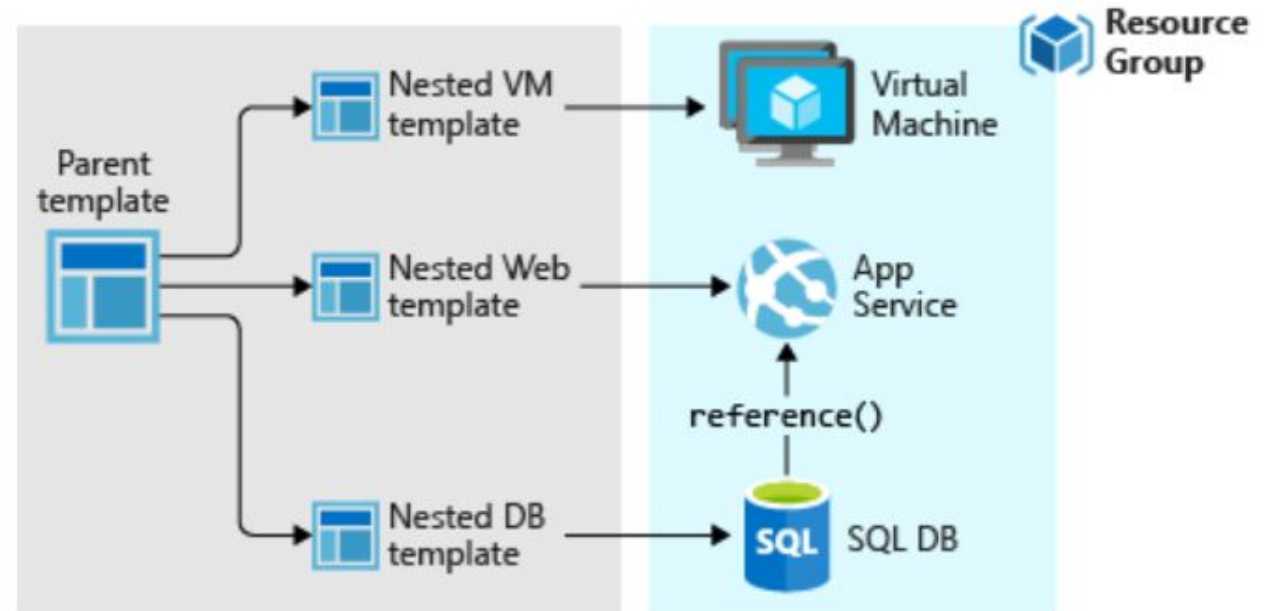 Resource
Group
Nested VM
template
Virtual
Machine
Parent
template
Nested Web
template
App
Service
reference()
Nested DB
template
SQL
SQL DB